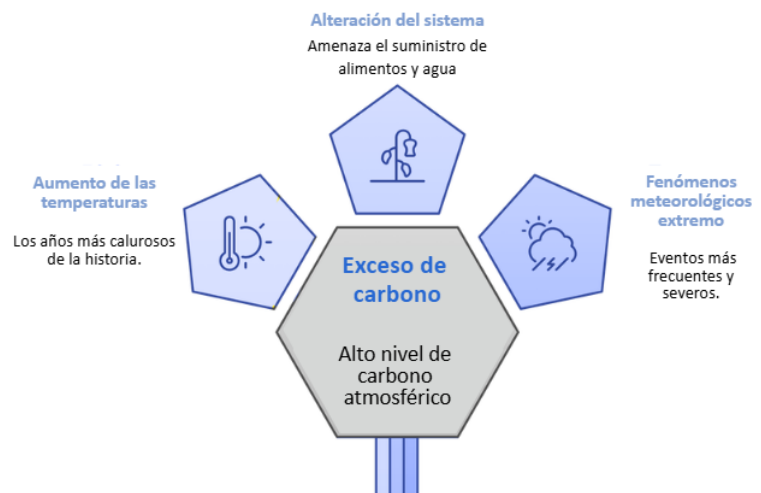 Alteración del sistema
Amenaza el suministro de
alimentos y agua
Aumento de las
temperaturas
Los años más calurosos
de la historia.
Fenómenos
meteorológicos
extremo
Eventos más
frecuentes y
severos.
Exceso de
carbono
Alto nivel de
carbono
atmosférico